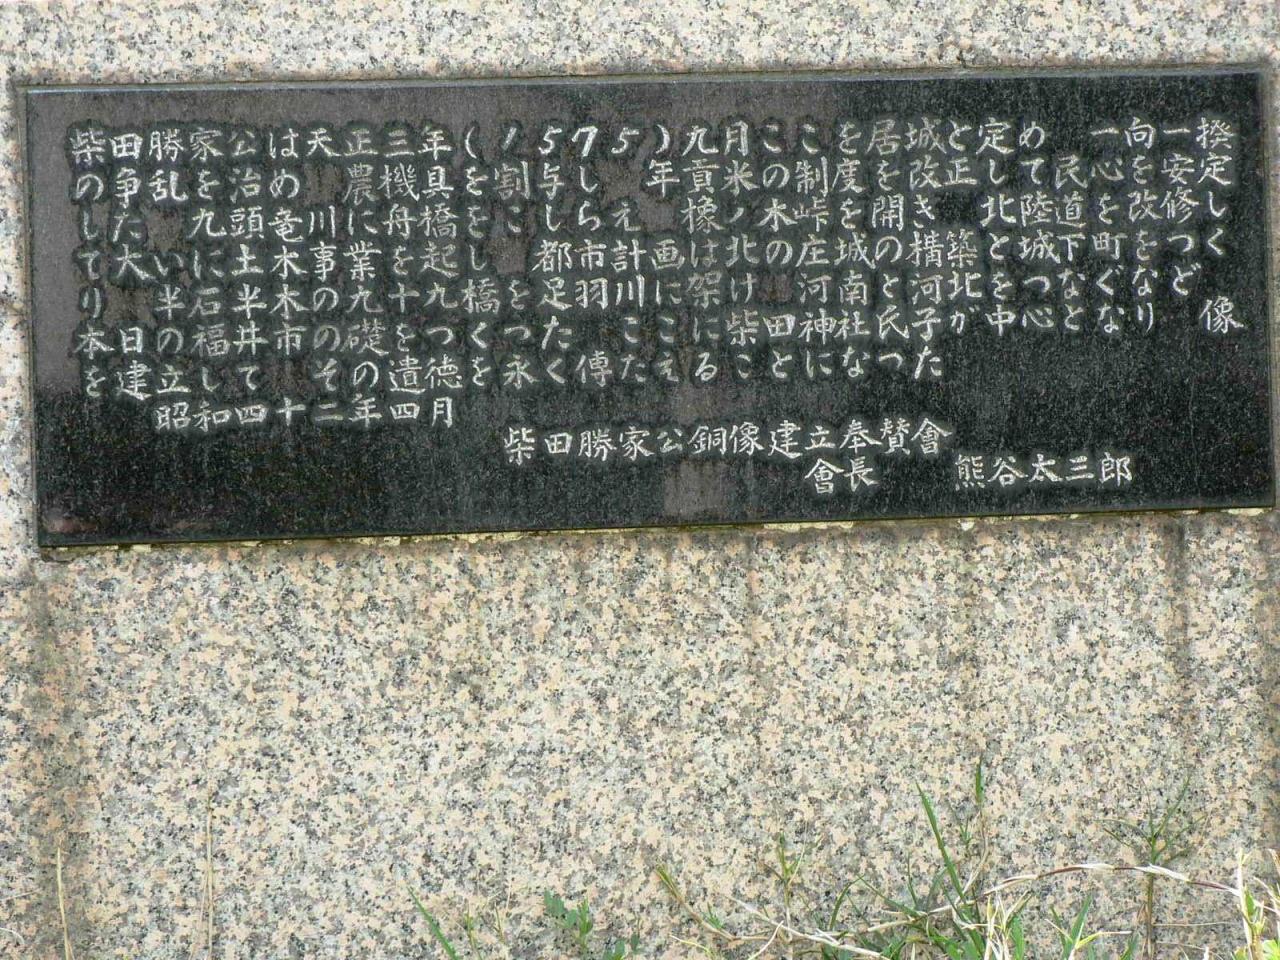 柴田勝家公は天正三年(1575)九月ここを居城と定め一向一揆
の争乱を治め 農機具を割与し 年貢米の制度を改正して民心を安定
した 九頭竜川に舟橋をこしらえ 橡ノ木峠を開き北陸道を改修し
て大いに土木事業を起し都市計画は北庄城の構築と城下町をつく
り 半石半木の九十九橋を足羽川に架け河南と河北をつなぐなど
本日の福井市の礎をつくった ここに柴田神社氏子が中心となり 像
を建立して その遺徳を永く傳えることになった
昭和四十二年四月
柴田勝家公銅像建立奉賛會
會長 熊谷太三郎